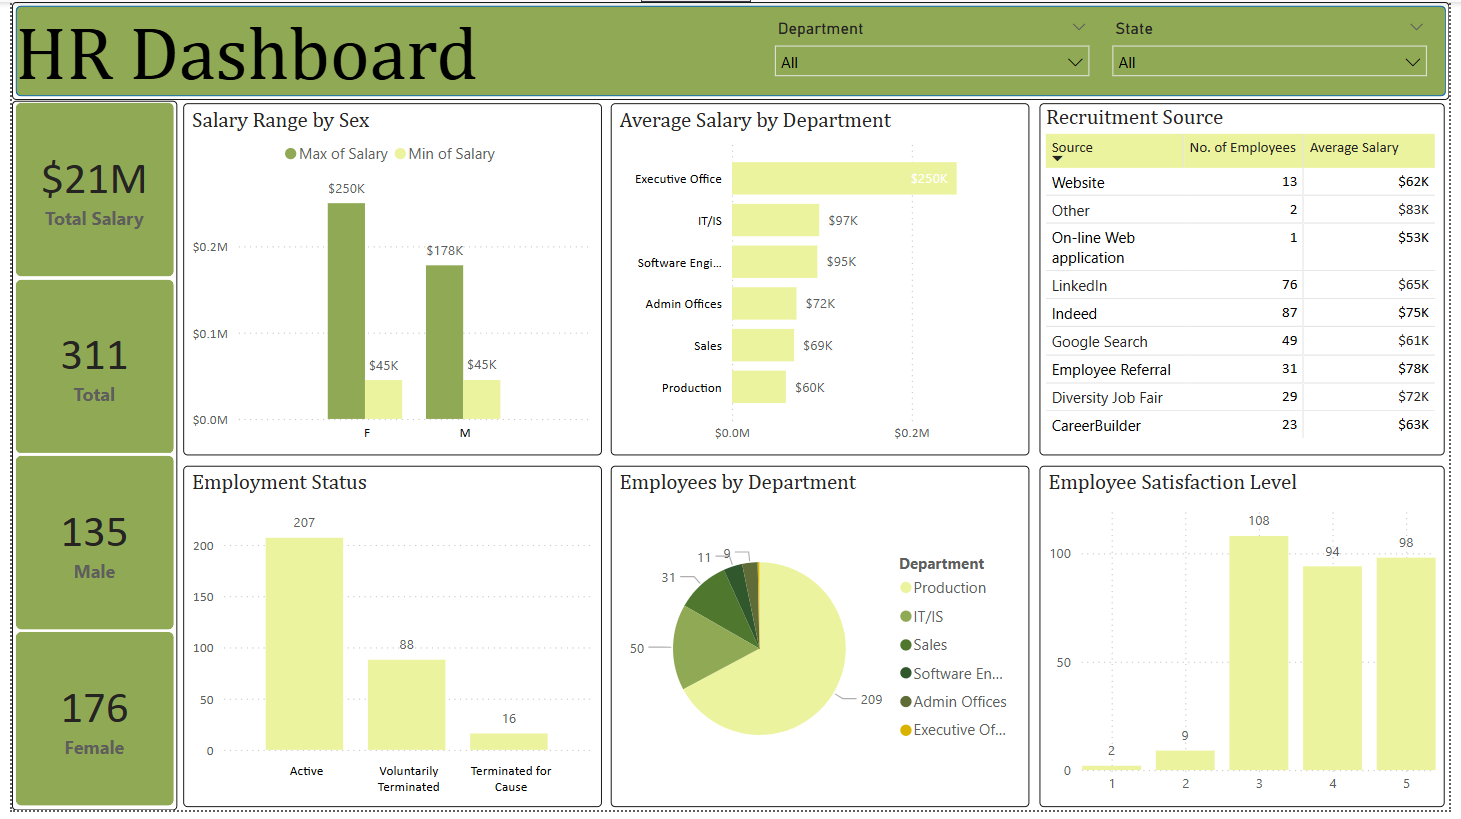 HR Dashboard
Department
All
State
All
$21M
Total Salary
311
Total
135
Male
176
Female
Salary Range by Sex
Max of Salary Min of Salary
$250K
$178K
$45K
$45K
$0.2M
$0.1M
$0.0M
F
M
Average Salary by Department
Executive Office $250K
IT/IS $97K
Software Engi... $95K
Admin Offices $72K
Sales $69K
Production $60K
$0.0M $0.2M
Recruitment Source
Source No. of Employees Average Salary
Website 13 $62K
Other 2 $83K
On-line Web 1 $53K
application
LinkedIn 76 $65K
Indeed 87 $75K
Google Search 49 $61K
Employee Referral 31 $78K
Diversity Job Fair 29 $72K
CareerBuilder 23 $63K
Employment Status
207
88
16
200
150
100
50
0
Active
Voluntarily
Terminated
Terminated for
Cause
Employees by Department
11 9
31
50
209
Department
Production
IT/IS
Sales
Software En...
Admin Offices
Executive Of...
Employee Satisfaction Level
108
94
98
9
2
100
50
0
1 2 3 4 5